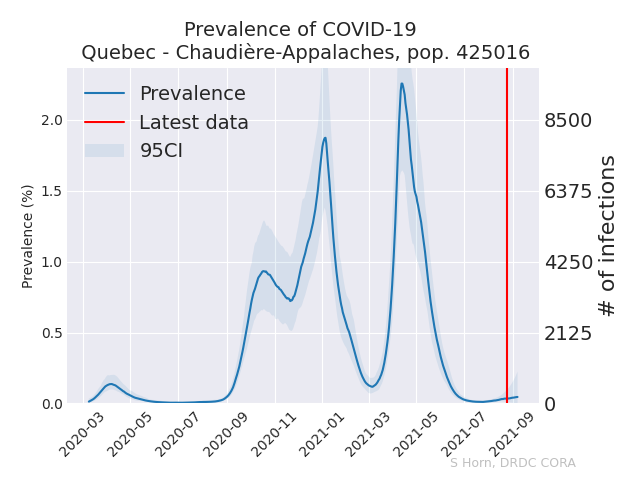 Prevalence of COVID-19
Quebec - Chaudière-Appalaches, pop. 425016
Prevalence
Latest data
95CI
Prevalence (%)
2.0
1.5
1.0
0.5
0.0
8500
6375
4250
2125
0
# of infections
2020-03
2020-05
2020-07
2020-09
2020-11
2021-01
2021-03
2021-05
2021-07
2021-09
S Horn, DRDC CORA